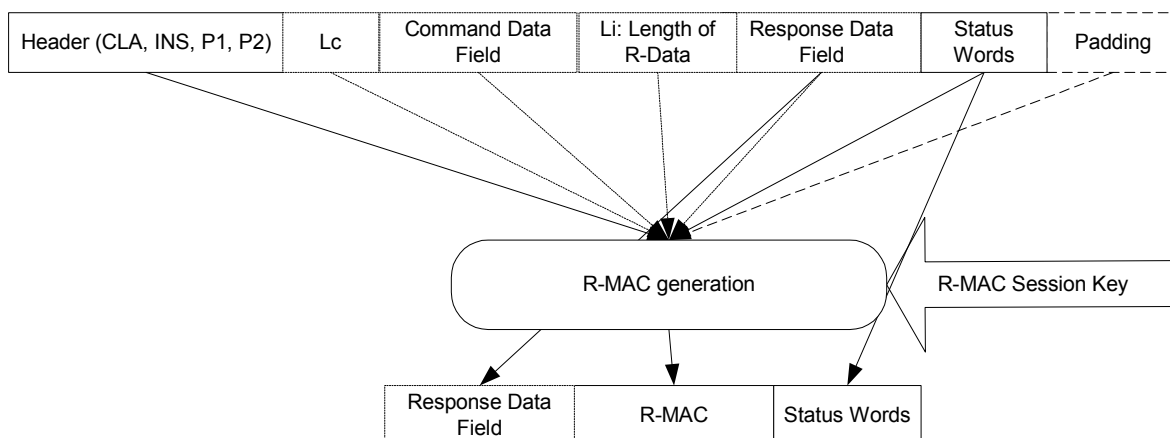 Header (CLA, INS, P1, P2)
Lc
Command Data
Field
Li: Length of
R-Data
Response Data
Field
Status
Words
Padding
R-MAC generation
R-MAC Session Key
Response Data
Field
R-MAC
Status Words